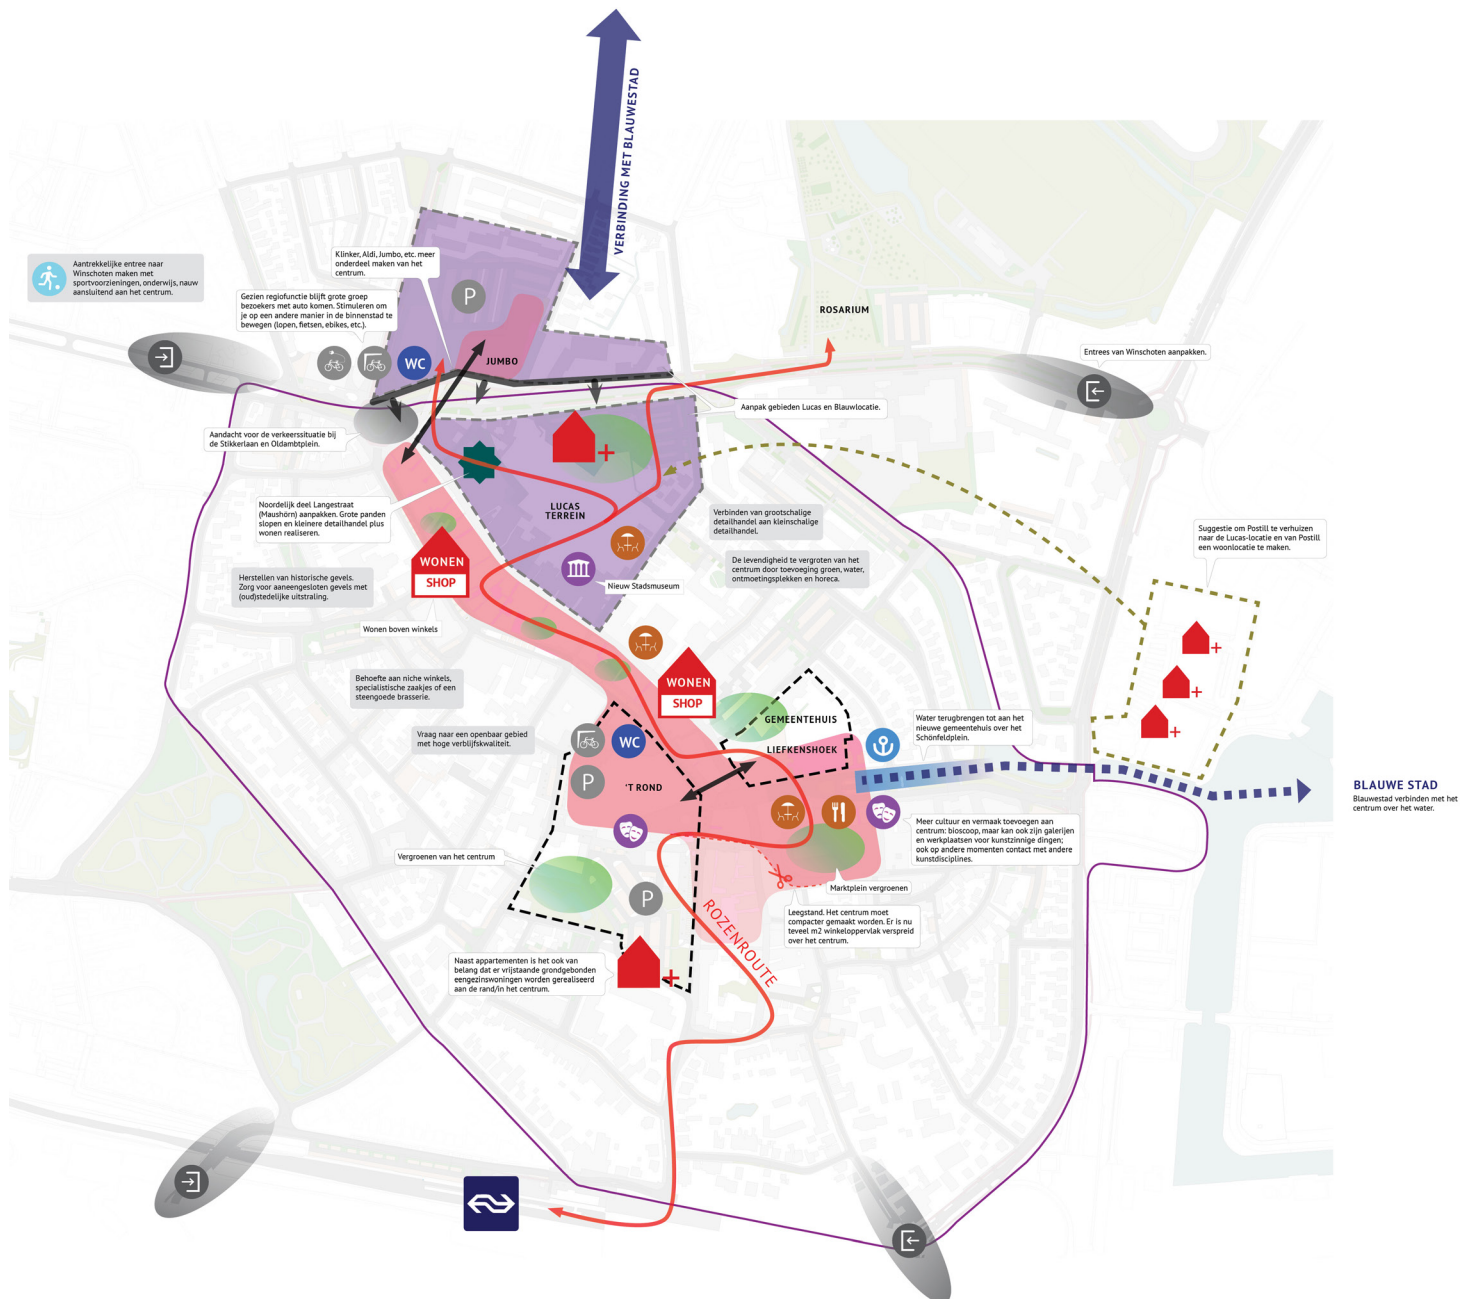 VERBINDING MET BLAUWESTAD
Aantrekkelijke entree naar
Winschoten maken met
sportvoorzieningen, onderwijs, nauw
aansluitend aan het centrum.
Klinker, Aldi, Jumbo, etc. meer
onderdeel maken van het
centrum.
Gezien regiofunctie blijft grote groep
bezoekers met auto komen. Stimuleren om
je op een andere manier in de binnenstad te
bewegen (lopen, fietsen, ebikes, etc.).
P
WC
JUMBO
ROSARIUM
Entrees van Winschoten aanpakken.
Aanpak gebieden Lucas en Blauwlocatie.
Aandacht voor de verkeerssituatie bij
de Stikkerlaan en Oldambtplein.
Noordelijk deel Langestraat
(Maushörn) aanpakken. Grote panden
slopen en kleinere detailhandel plus
wonen realiseren.
LUCAS
TERREIN
Verbinden van grootschalige
detailhandel aan kleinschalige
detailhandel.
De levendigheid te vergroten van het
centrum door toevoeging groen, water,
ontmoetingsplekken en horeca.
Suggestie om Postill te verhuizen
naar de Lucas-locatie en van Postill
een woonlocatie te maken.
Herstellen van historische gevels.
Zorg voor aaneengesloten gevels met
(oud)stedelijke uitstraling.
WONEN
SHOP
Nieuw Stadsmuseum
Wonen boven winkels
Behoefte aan niche winkels,
specialistische zaakjes of een
steengoede brasserie.
WONEN
SHOP
Vraag naar een openbaar gebied
met hoge verblijfskwaliteit.
WC
P
'T ROND
GEMEENTEHUIS
LIEFKENSHOEK
Water terugbrengen tot aan het
nieuwe gemeentehuis over het
Schönfeldplein.
BLAUWE STAD
Blauwestad verbinden met het
centrum over het water.
Meer cultuur en vermaak toevoegen aan
centrum: bioscoop, maar kan ook zijn galerijen
en werkplaatsen voor kunstzinnige dingen;
ook op andere momenten contact met andere
kunstdisciplines.
Vergroenen van het centrum
Marktplein vergroenen
P
Leegstand. Het centrum moet
compacter gemaakt worden. Er is nu
teveel m2 winkeloppervlak verspreid
over het centrum.
ROZENROUTE
Naast appartementen is het ook van
belang dat er vrijstaande grondgebonden
eengezinswoningen worden gerealiseerd
aan de rand/in het centrum.